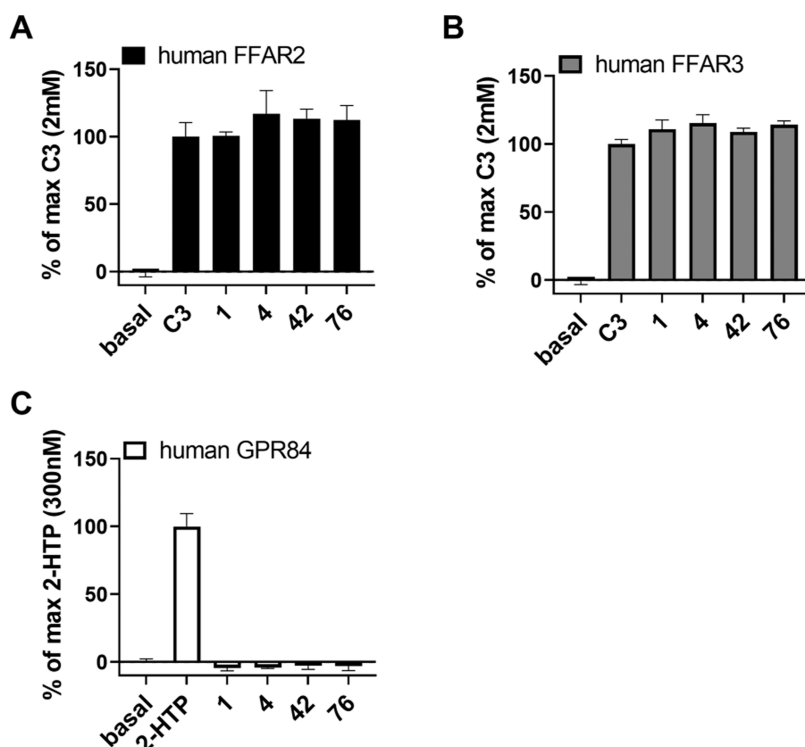 A
human FFAR2
% of max C3 (2mM)
150
100
50
0
basal
C3
1
4
42
76
B
human FFAR3
% of max C3 (2mM)
150
100
50
0
basal
C3
1
4
42
76
C
human GPR84
% of max 2-HTP (300nM)
150
100
50
0
basal
2-HTP
1
4
42
76